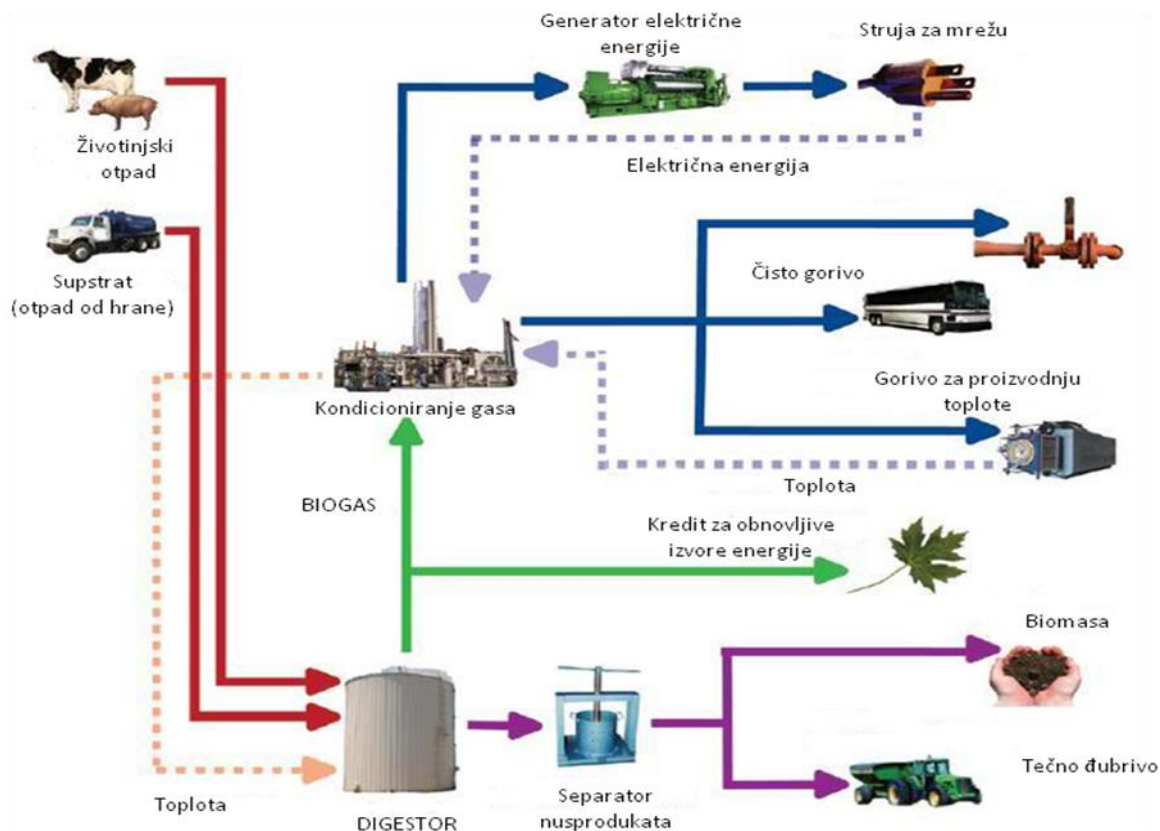 Generator električne
energije
Struja za mrežu
Životinjski
otpad
Električna energija
Supstrat
(otpad od hrane)
Čisto gorivo
Kondicioniranje gasa
Gorivo za proizvodnju
toplote
Toplota
BIOGAS
Kredit za obnovljive
izvore energije
Biomasa
Tečno đubrivo
Toplota
DIGESTOR
Separator
nusprodukata